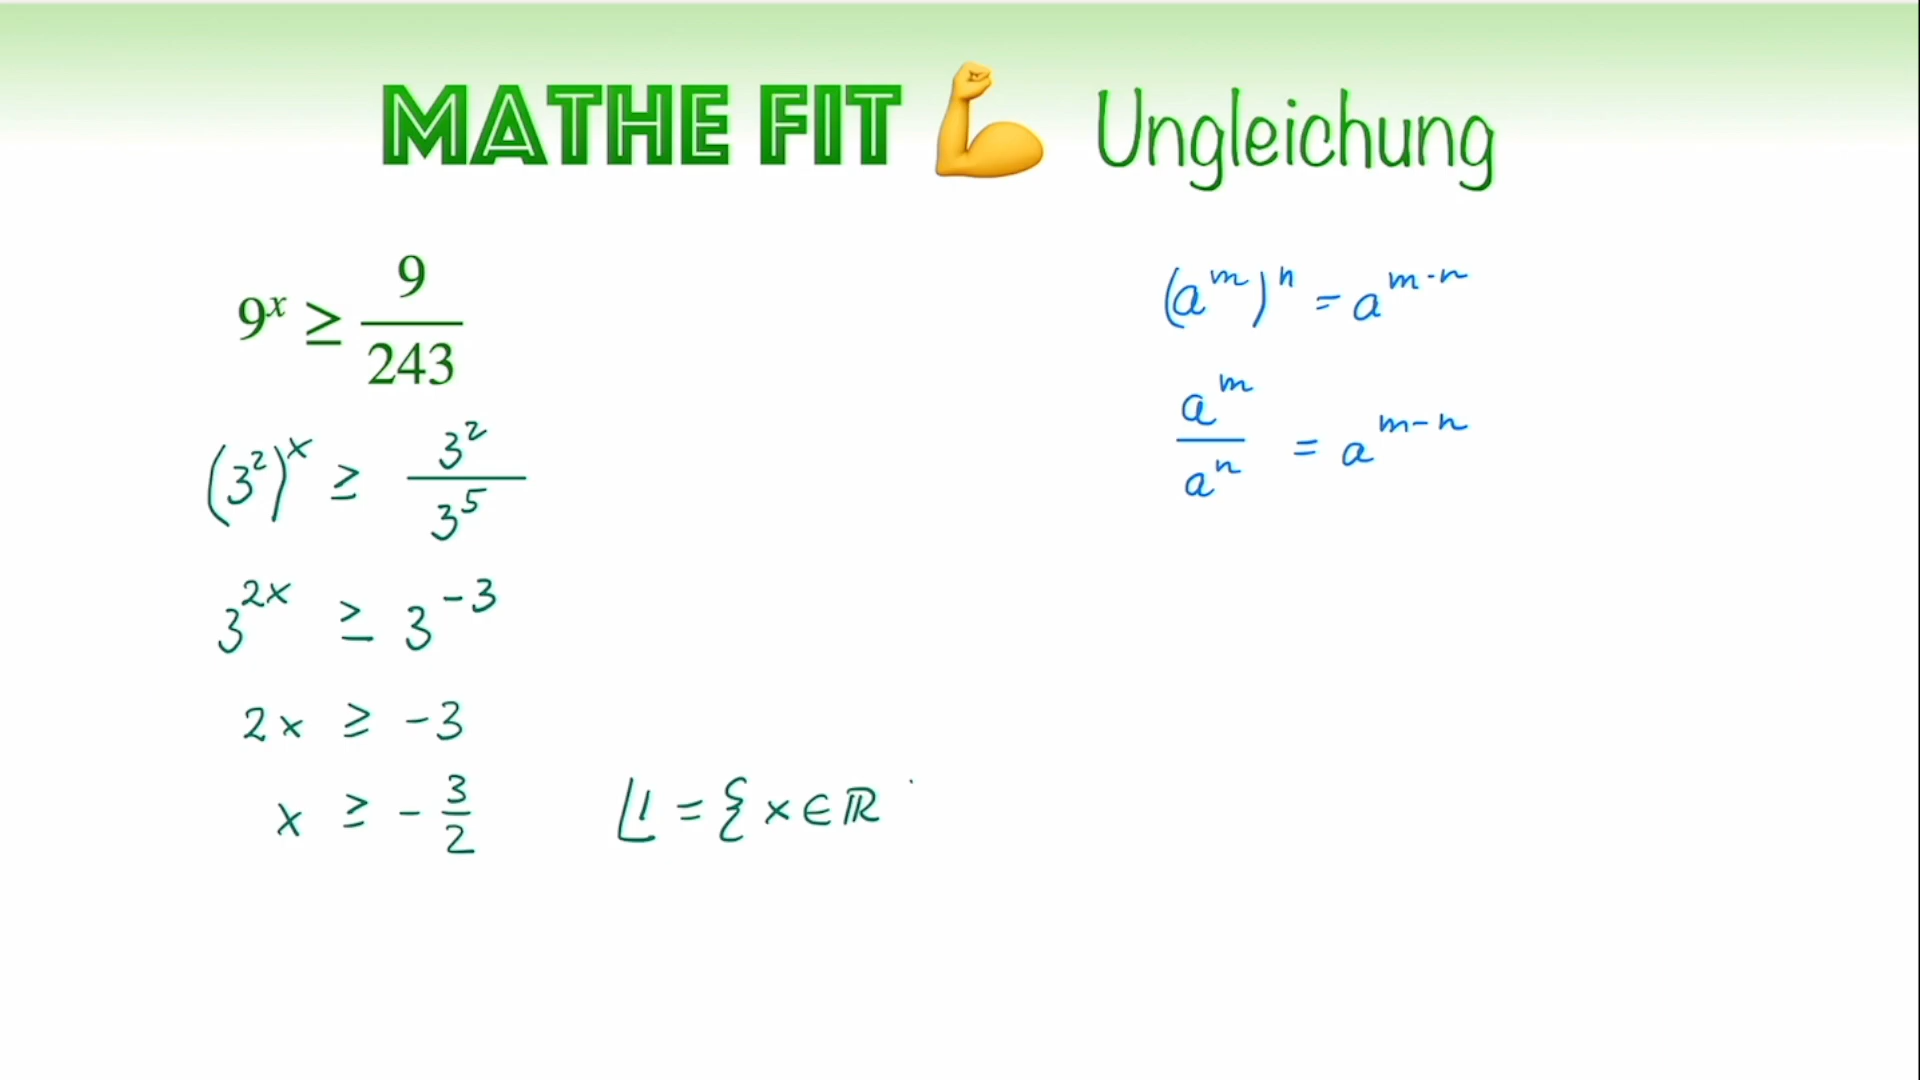 MATHE FIT 💪 Ungleichung
9^x ≥ 9/243
(3^2)^x ≥ 3^2/3^5
3^{2x} ≥ 3^{-3}
2x ≥ -3
x ≥ -3/2
𝕃 = { x ∈ ℝ
(a^m)^n = a^{m·n}
a^m/a^n = a^{m-n}